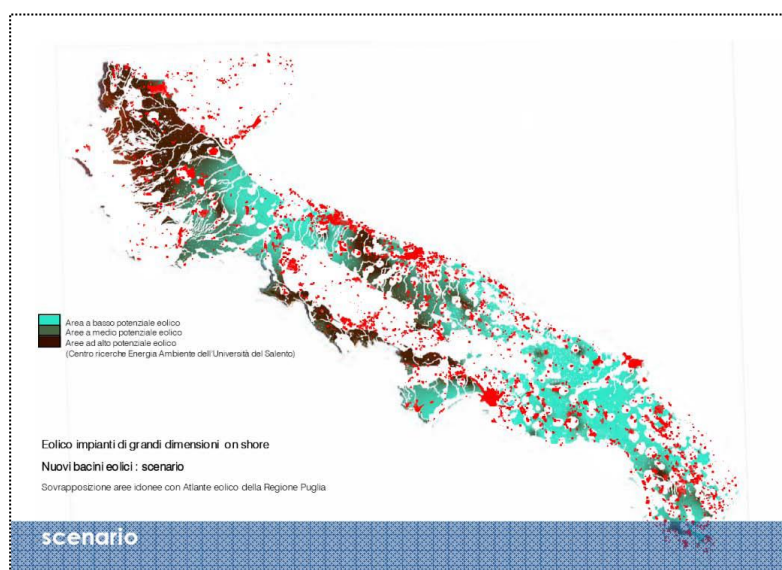 Area a basso potenziale eolico
Aree a medio potenziale eolico
Aree ad alto potenziale eolico
(Centro ricerche Energia Ambiente dell'Università del Salento)
Eolico impianti di grandi dimensioni on shore
Nuovi bacini eolici : scenario
Sovrapposizione aree idonee con Atlante eolico della Regione Puglia
scenario